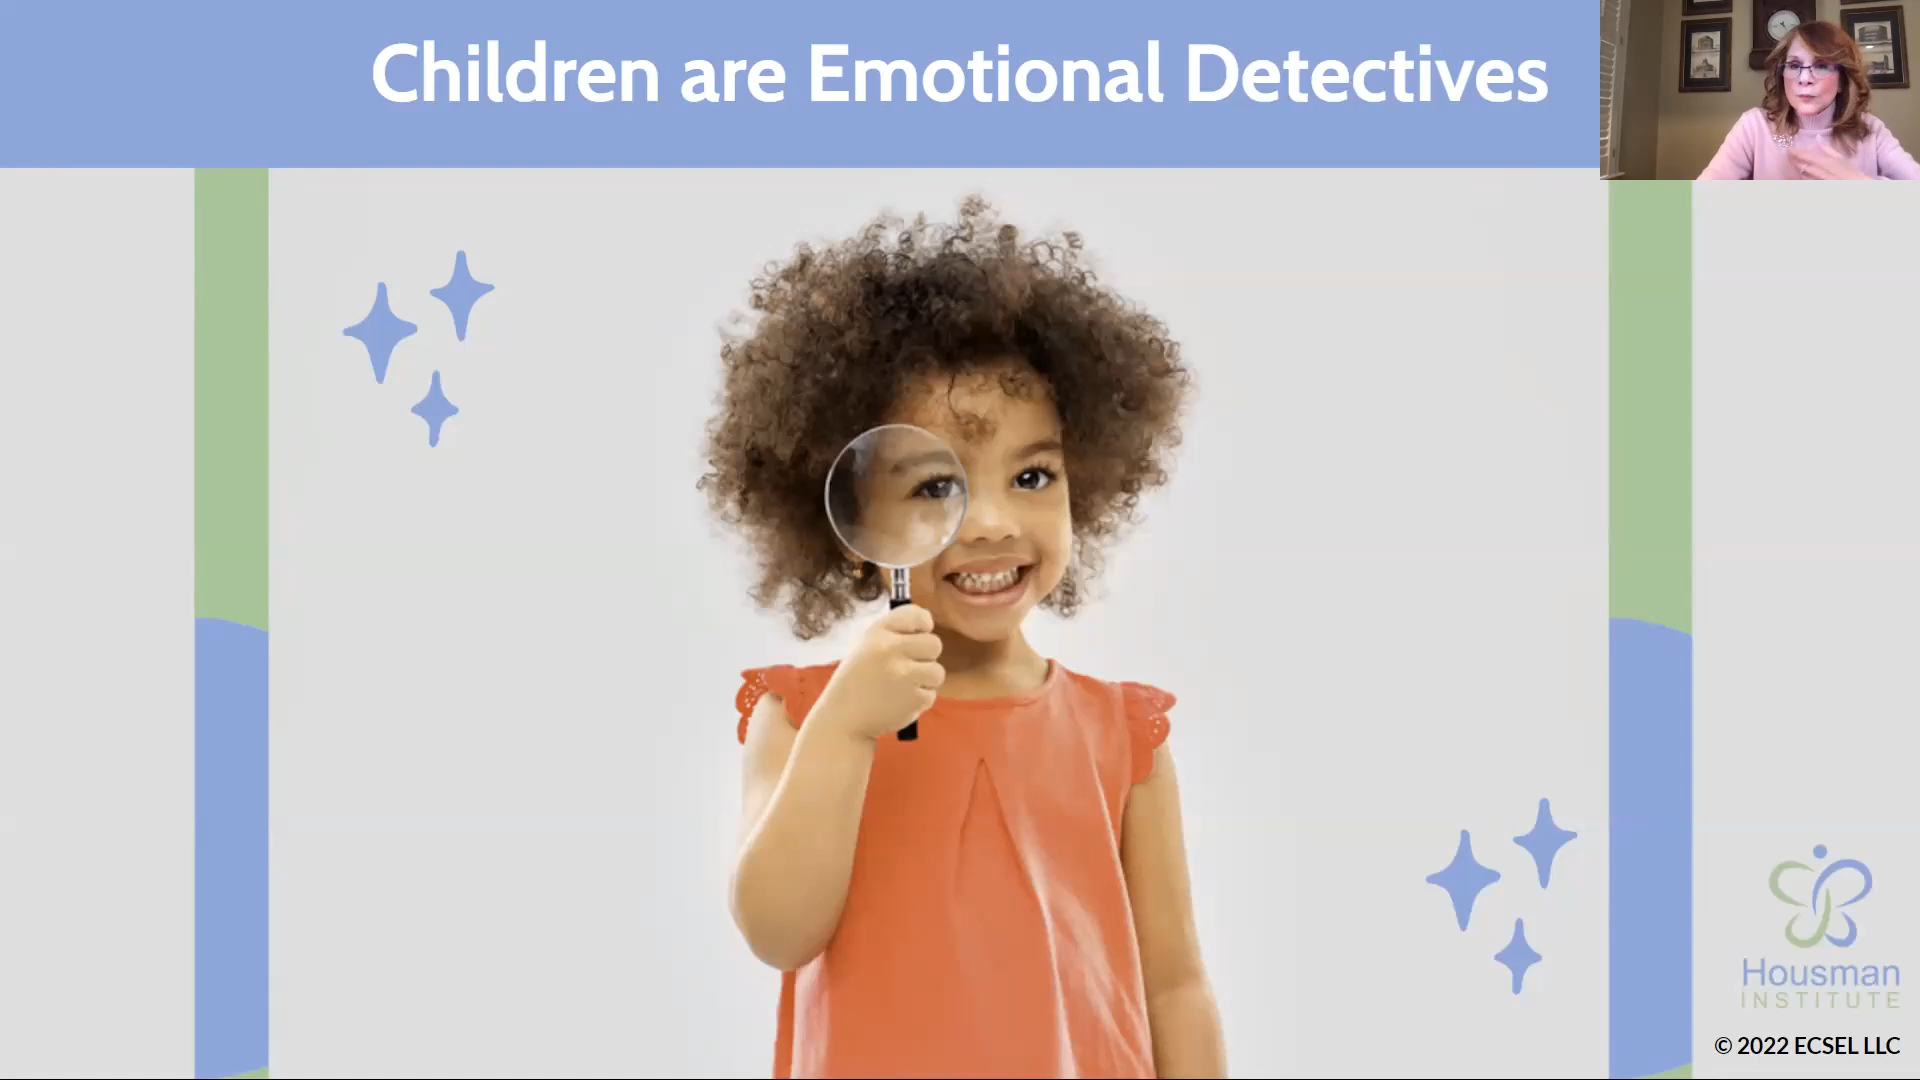 Children are Emotional Detectives
Housman
INSTITUTE
© 2022 ECSEL LLC